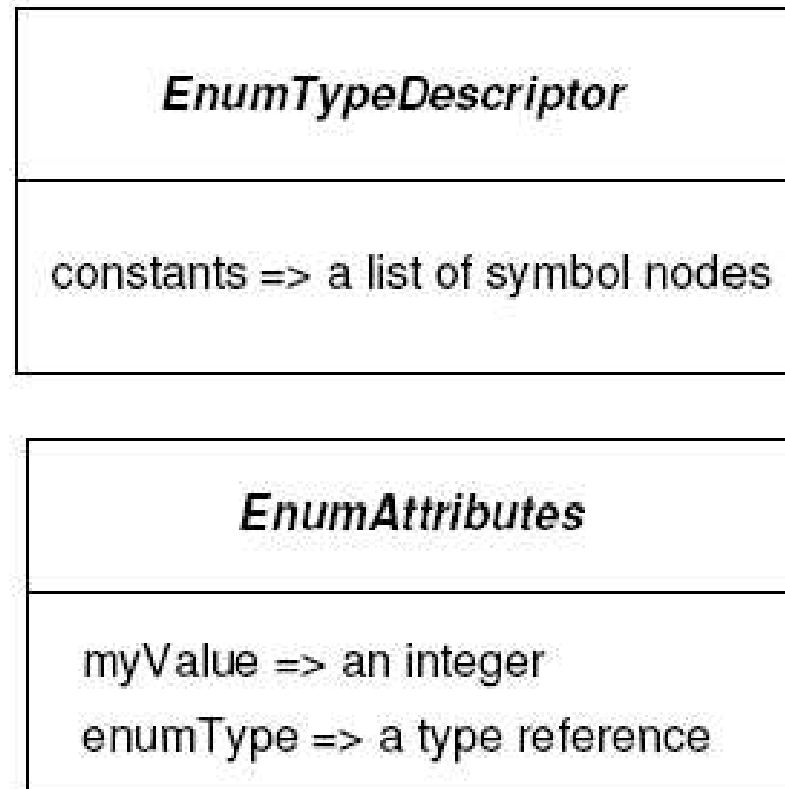 EnumTypeDescriptor
constants => a list of symbol nodes
EnumAttributes
myValue => an integer
enumType => a type reference